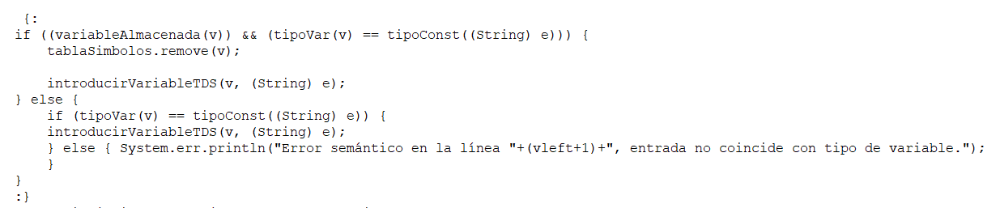 {:
if ((variableAlmacenada(v)) && (tipoVar(v) == tipoConst((String) e))) {
    tablaSimbolos.remove(v);

    introducirVariableTDS(v, (String) e);
} else {
    if (tipoVar(v) == tipoConst((String) e)) {
    introducirVariableTDS(v, (String) e);
    } else { System.err.println("Error semántico en la línea "+(vleft+1)+", entrada no coincide con tipo de variable.");
    }
}
:}